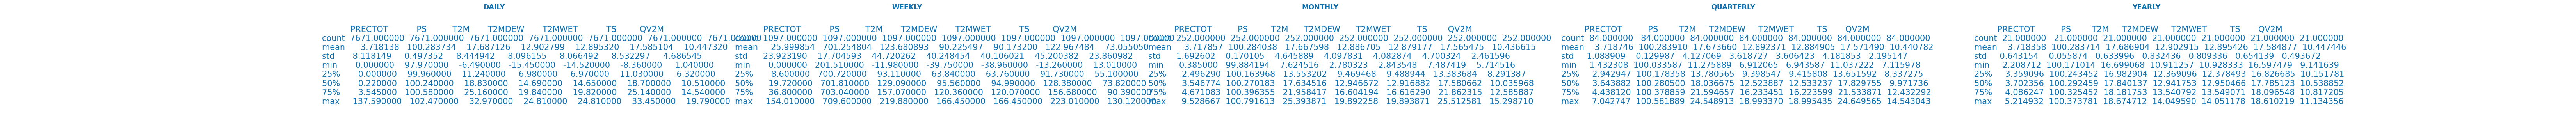 DAILY
PRECTOT PS T2M T2MDEW T2MWET TS QV2M
count 7671.000000 7671.000000 7671.000000 7671.000000 7671.000000 7671.000000 7671.000000
mean 3.718138 100.283734 17.687126 12.902799 12.895320 17.585104 10.447320
std 8.118149 0.497352 8.444942 8.096155 8.066492 8.532297 4.686545
min 0.000000 97.970000 -6.490000 -15.450000 -14.520000 -8.360000 1.040000
25% 0.000000 99.960000 11.240000 6.980000 6.970000 11.030000 6.320000
50% 0.220000 100.240000 18.830000 14.690000 14.650000 18.700000 10.510000
75% 3.545000 100.580000 25.160000 19.840000 19.820000 25.140000 14.540000
max 137.590000 102.470000 32.970000 24.810000 24.810000 33.450000 19.790000
WEEKLY
PRECTOT PS T2M T2MDEW T2MWET TS QV2M
count 1097.000000 1097.000000 1097.000000 1097.000000 1097.000000 1097.000000 1097.000000
mean 25.999854 701.254804 123.680893 90.225497 90.173200 122.967484 73.055050
std 23.923190 17.704593 44.720262 40.248454 40.106021 45.200382 23.860982
min 0.000000 201.510000 -11.980000 -39.750000 -38.960000 -13.260000 13.010000
25% 8.600000 700.720000 93.110000 63.840000 63.760000 91.730000 55.100000
50% 19.720000 701.810000 129.090000 95.560000 94.990000 128.380000 73.820000
75% 36.800000 703.040000 157.070000 120.360000 120.070000 156.680000 90.390000
max 154.010000 709.600000 219.880000 166.450000 166.450000 223.010000 130.120000
MONTHLY
PRECTOT PS T2M T2MDEW T2MWET TS QV2M
count 252.000000 252.000000 252.000000 252.000000 252.000000 252.000000 252.000000
mean 3.717857 100.284038 17.667598 12.886705 12.879177 17.565475 10.436615
std 1.692602 0.170105 4.645889 4.097831 4.082874 4.700324 2.461596
min 0.385000 99.884194 7.624516 2.780323 2.843548 7.487419 5.714516
25% 2.496290 100.163968 13.553202 9.469468 9.488944 13.383684 8.291387
50% 3.546774 100.270183 17.634516 12.946672 12.916882 17.580662 10.035968
75% 4.671083 100.396355 21.958417 16.604194 16.616290 21.862315 12.585887
max 9.528667 100.791613 25.393871 19.892258 19.893871 25.512581 15.298710
QUARTERLY
PRECTOT PS T2M T2MDEW T2MWET TS QV2M
count 84.000000 84.000000 84.000000 84.000000 84.000000 84.000000 84.000000
mean 3.718746 100.283910 17.673660 12.892371 12.884905 17.571490 10.440782
std 1.088909 0.129987 4.127069 3.618727 3.606423 4.181853 2.195147
min 1.432308 100.033587 11.275889 6.912065 6.943587 11.037222 7.115978
25% 2.942947 100.178358 13.780565 9.398547 9.415808 13.651592 8.337275
50% 3.643882 100.280500 18.036675 12.523887 12.533237 17.829755 9.971736
75% 4.438120 100.378859 21.594657 16.233451 16.223599 21.533871 12.432292
max 7.042747 100.581889 24.548913 18.993370 18.995435 24.649565 14.543043
YEARLY
PRECTOT PS T2M T2MDEW T2MWET TS QV2M
count 21.000000 21.000000 21.000000 21.000000 21.000000 21.000000 21.000000
mean 3.718358 100.283714 17.686904 12.902915 12.895426 17.584877 10.447446
std 0.643154 0.055874 0.633996 0.832436 0.809336 0.654139 0.493672
min 2.208712 100.171014 16.699068 10.911257 10.928333 16.597479 9.141639
25% 3.359096 100.243452 16.982904 12.369096 12.378493 16.826685 10.151781
50% 3.702356 100.292459 17.840137 12.941753 12.950466 17.785123 10.538852
75% 4.086247 100.325452 18.181753 13.540792 13.549071 18.096548 10.817205
max 5.214932 100.373781 18.674712 14.049590 14.051178 18.610219 11.134356